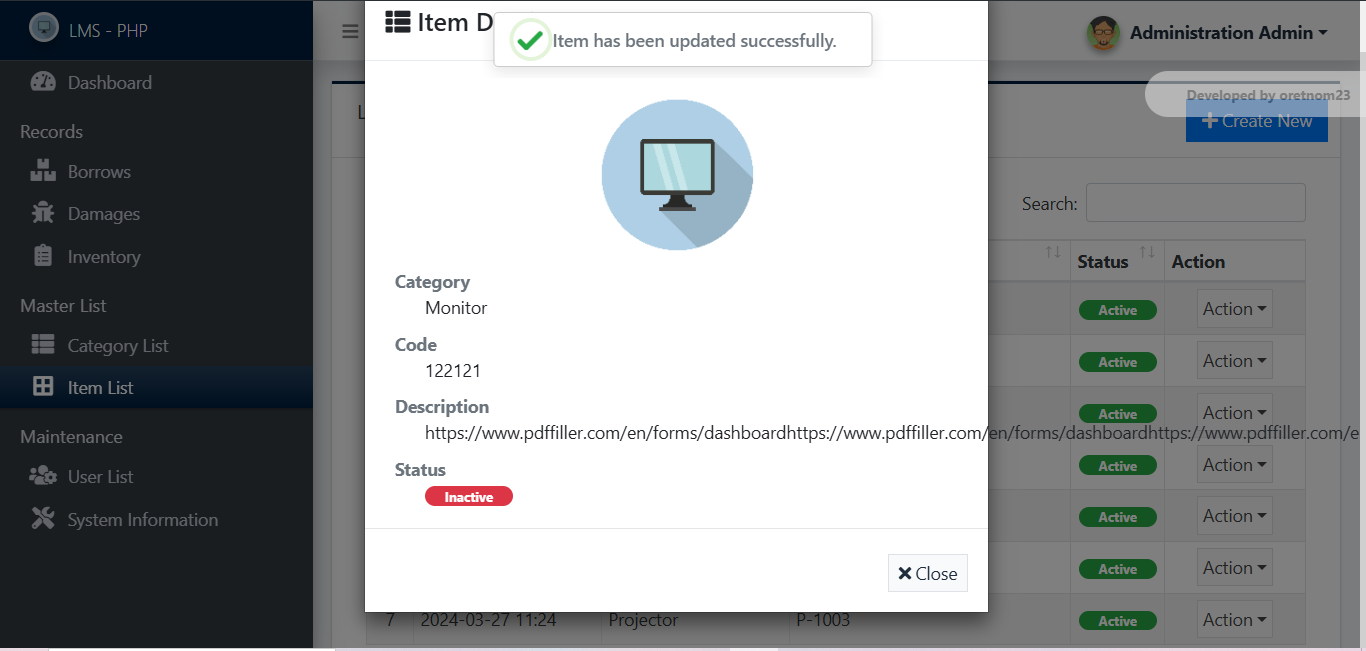 LMS - PHP
Item D
Item has been updated successfully.
Administration Admin
Dashboard
Developed by oretnom23
L
Create New
Records
Borrows
Damages
Inventory
Search:
Status
Action
Category
Monitor
Code
122121
Description
https://www.pdffiller.com/en/forms/dashboardhttps://www.pdffiller.com/en/forms/dashboardhttps://www.pdffiller.com/e
Status
Inactive
Close
Master List
Category List
Item List
Maintenance
User List
System Information
Active Action
Active Action
Active Action
Active Action
Active Action
Active Action
7 2024-03-27 11:24 Projector P-1003 Active Action